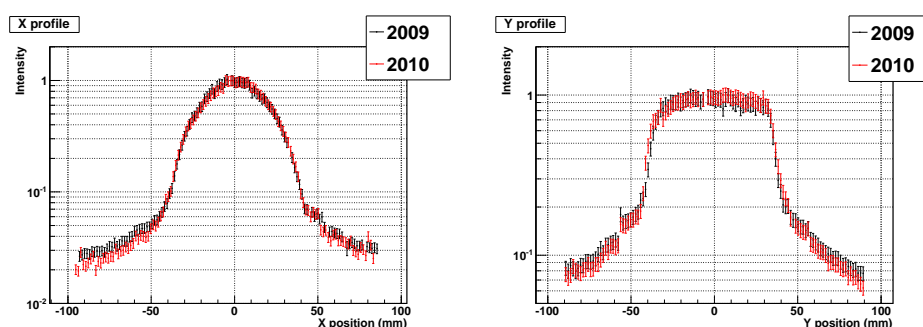 X profile
2009
2010
Intensity
1
10^-1
10^-2
-100 -50 0 50 100
X position (mm)
Y profile
2009
2010
Intensity
1
10^-1
-100 -50 0 50 100
Y position (mm)